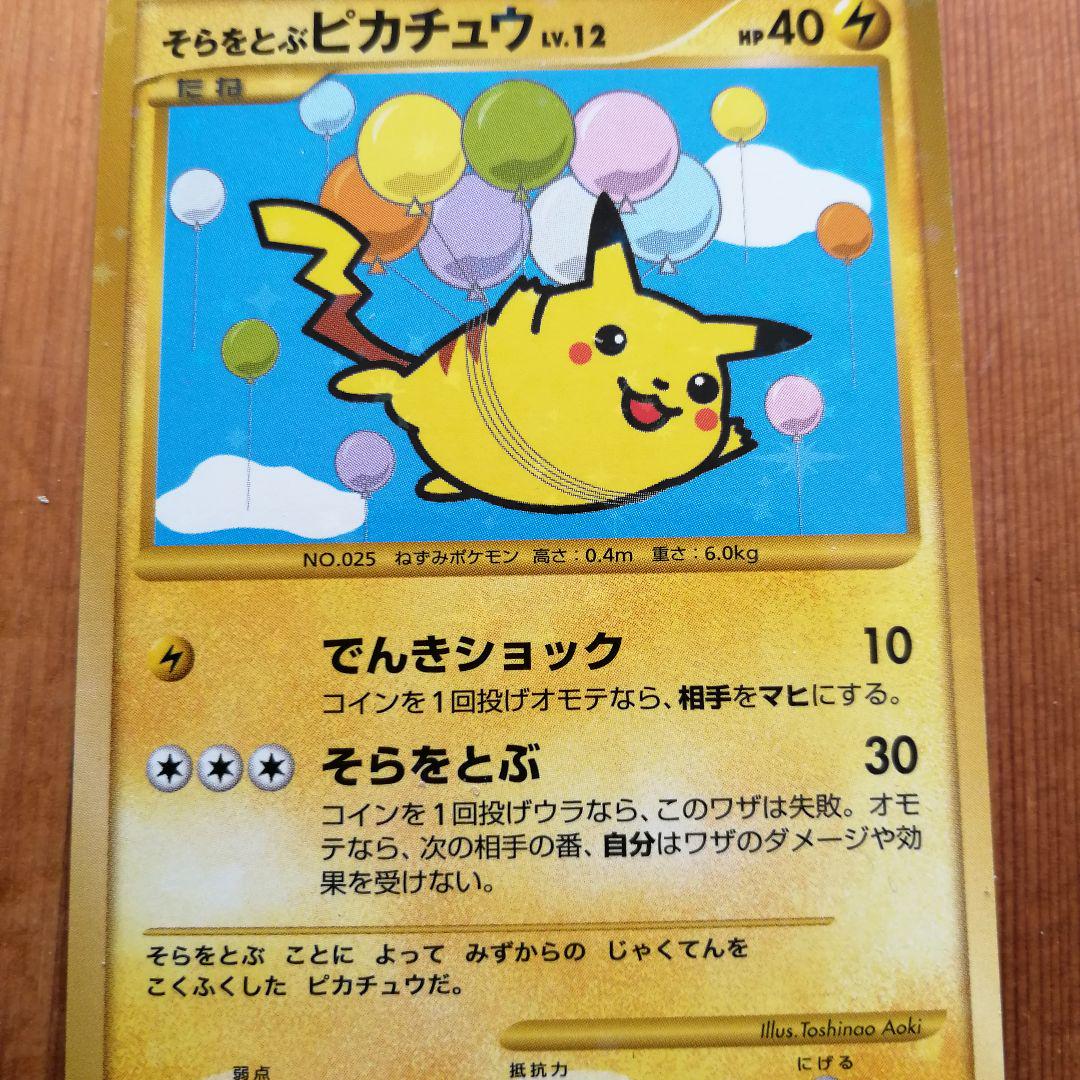 そらをとぶピカチュウ LV.12 HP40
たね
NO.025 ねずみポケモン 高さ:0.4m 重さ:6.0kg
でんきショック 10
コインを1回投げオモテなら、相手をマヒにする。
そらをとぶ 30
コインを1回投げウラなら、このワザは失敗。オモ
テなら、次の相手の番、自分はワザのダメージや効
果を受けない。
そらをとぶ ことに よって みずからの じゃくてんを
こくふくした ピカチュウだ。
Illus.Toshinao Aoki
弱点 抵抗力 にげる